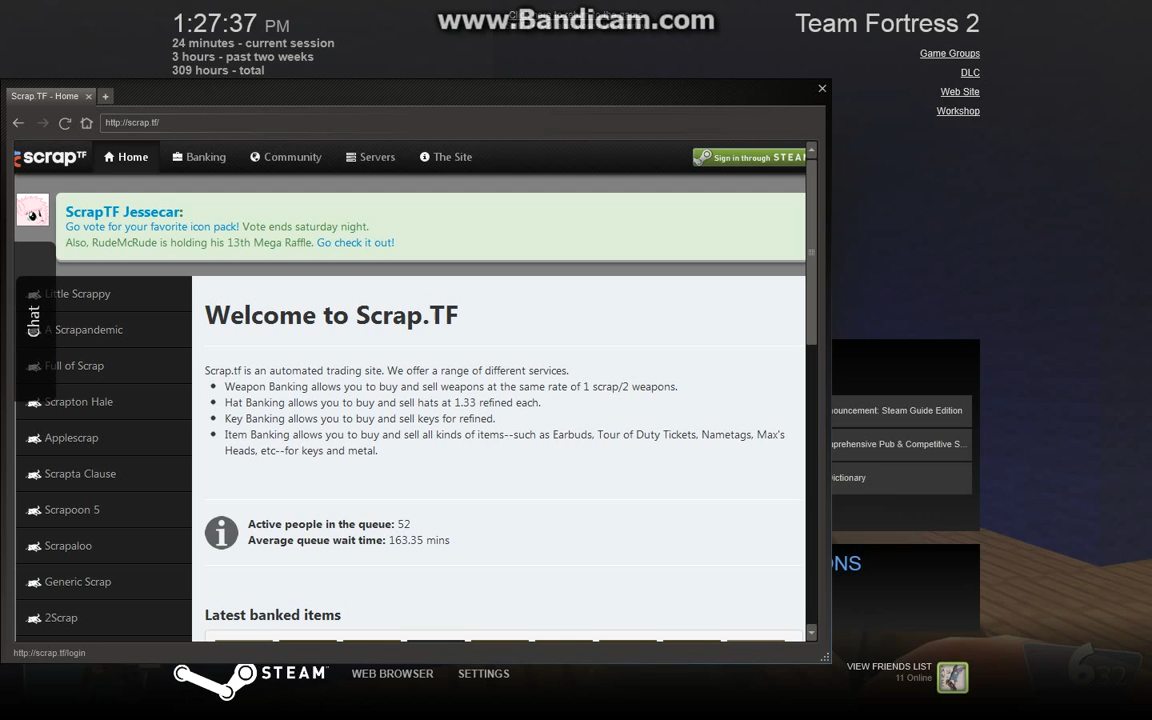 1:27:37 PM
24 minutes - current session
3 hours - past two weeks
309 hours - total
www.Bandicam.com
Team Fortress 2
Game Groups
DLC
Web Site
Workshop
Scrap.TF - Home
http://scrap.tf/
scrapTF
Home
Banking
Community
Servers
The Site
Sign in through STEA
ScrapTF Jessecar:
Go vote for your favorite icon pack! Vote ends saturday night.
Also, RudeMcRude is holding his 13th Mega Raffle. Go check it out!
Chat
Little Scrappy
A Scrapandemic
Full of Scrap
Scrapton Hale
Applescrap
Scrapta Clause
Scrapoon 5
Scrapaloo
Generic Scrap
2Scrap
Welcome to Scrap.TF
Scrap.tf is an automated trading site. We offer a range of different services.
Weapon Banking allows you to buy and sell weapons at the same rate of 1 scrap/2 weapons.
Hat Banking allows you to buy and sell hats at 1.33 refined each.
Key Banking allows you to buy and sell keys for refined.
Item Banking allows you to buy and sell all kinds of items--such as Earbuds, Tour of Duty Tickets, Nametags, Max's
Heads, etc--for keys and metal.
Active people in the queue: 52
Average queue wait time: 163.35 mins
Latest banked items
http://scrap.tf/login
ouncement: Steam Guide Edition
prehensive Pub & Competitive S...
ictionary
ONS
STEAM
WEB BROWSER
SETTINGS
VIEW FRIENDS LIST
11 Online